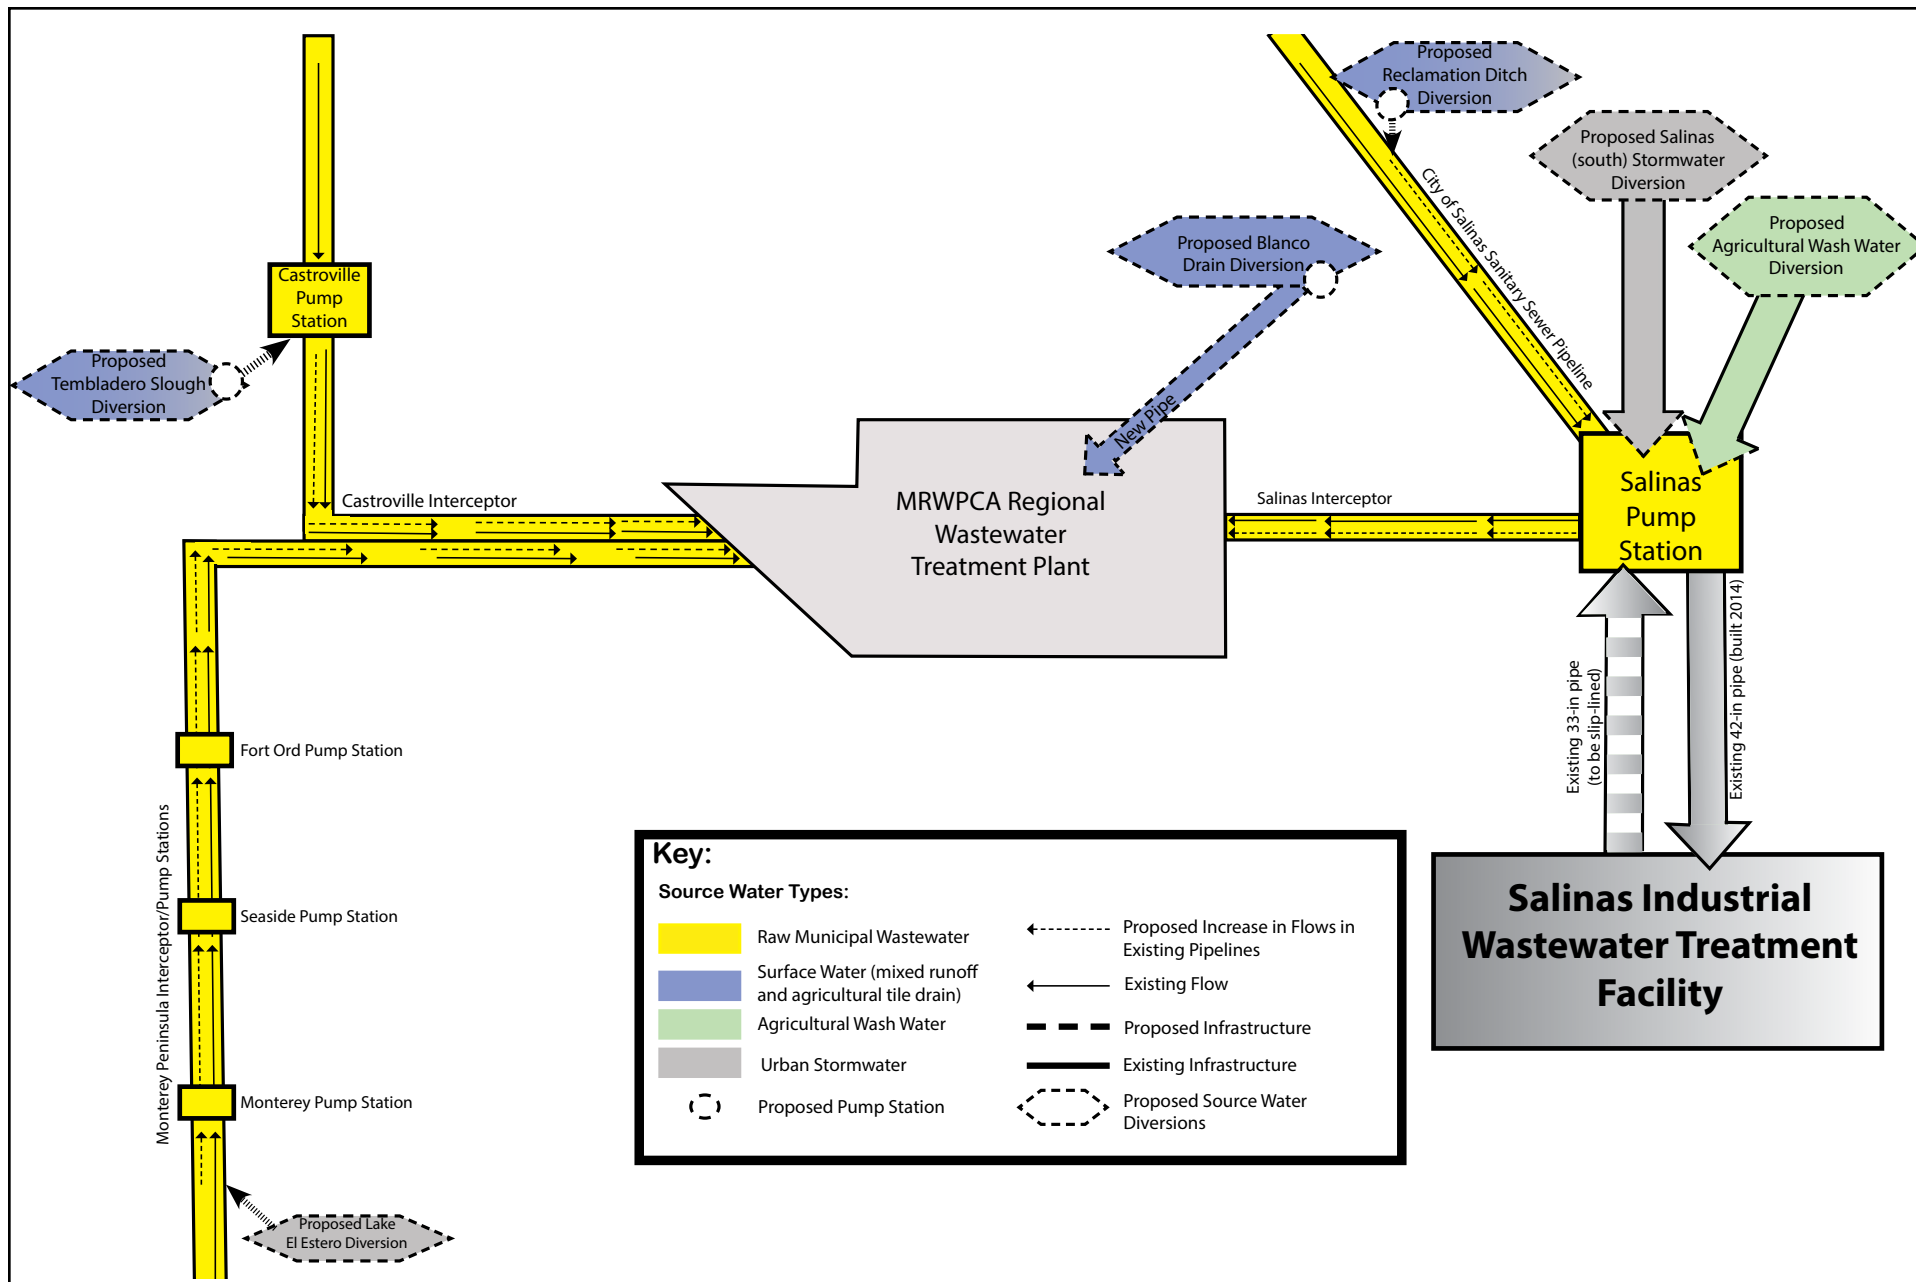 Proposed
Reclamation Ditch
Diversion
Proposed Salinas
(south) Stormwater
Diversion
Proposed
Agricultural Wash Water
Diversion
Proposed Blanco
Drain Diversion
City of Salinas Sanitary Sewer Pipeline
Castroville
Pump
Station
Proposed
Tembladero Slough
Diversion
New Pipe
Castroville Interceptor
MRWPCA Regional
Wastewater
Treatment Plant
Salinas Interceptor
Salinas
Pump
Station
Existing 33-in pipe
(to be slip-lined)
Existing 42-in pipe (built 2014)
Fort Ord Pump Station
Seaside Pump Station
Monterey Pump Station
Monterey Peninsula Interceptor/Pump Stations
Proposed Lake
El Estero Diversion
Salinas Industrial
Wastewater Treatment
Facility
Key:
Source Water Types:
Raw Municipal Wastewater
Surface Water (mixed runoff
and agricultural tile drain)
Agricultural Wash Water
Urban Stormwater
Proposed Pump Station
Proposed Increase in Flows in
Existing Pipelines
Existing Flow
Proposed Infrastructure
Existing Infrastructure
Proposed Source Water
Diversions